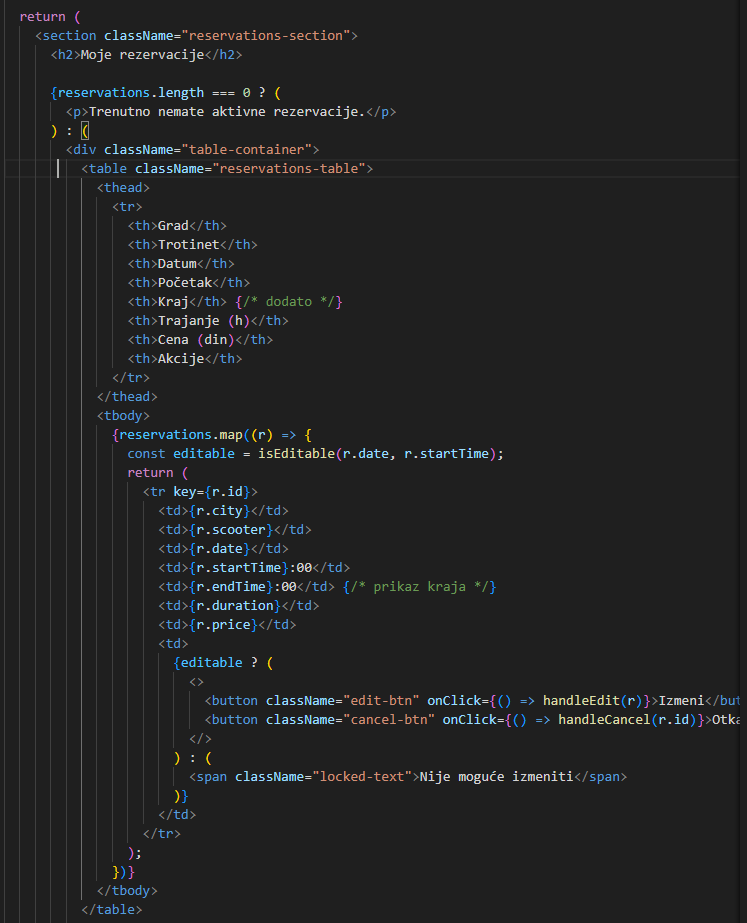 return (
<section className="reservations-section">
<h2>Moje rezervacije</h2>
{reservations.length === 0 ? (
<p>Trenutno nemate aktivne rezervacije.</p>
) : (
<div className="table-container">
<table className="reservations-table">
<thead>
<tr>
<th>Grad</th>
<th>Trotinet</th>
<th>Datum</th>
<th>Početak</th>
<th>Kraj</th> {/* dodato */}
<th>Trajanje (h)</th>
<th>Cena (din)</th>
<th>Akcije</th>
</tr>
</thead>
<tbody>
{reservations.map((r) => {
const editable = isEditable(r.date, r.startTime);
return (
<tr key={r.id}>
<td>{r.city}</td>
<td>{r.scooter}</td>
<td>{r.date}</td>
<td>{r.startTime}:00</td>
<td>{r.endTime}:00</td> {/* prikaz kraja */}
<td>{r.duration}</td>
<td>{r.price}</td>
<td>
{editable ? (
<>
<button className="edit-btn" onClick={() => handleEdit(r)}>Izmeni</but
<button className="cancel-btn" onClick={() => handleCancel(r.id)}>Otka
</>
) : (
<span className="locked-text">Nije moguće izmeniti</span>
)}
</td>
</tr>
);
})}
</tbody>
</table>